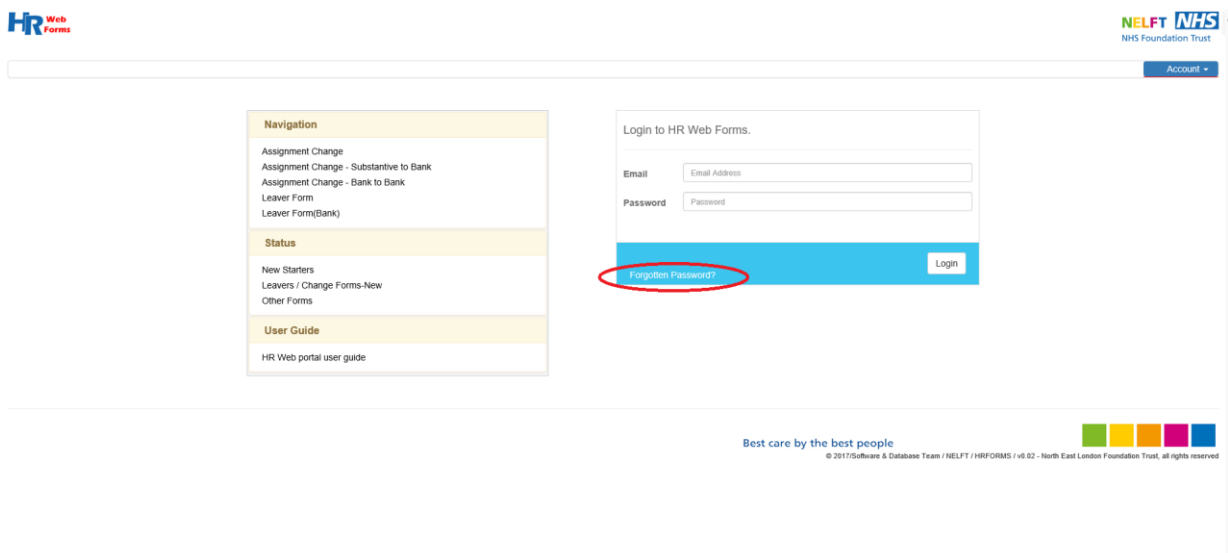 HR Web Forms
NELFT NHS
NHS Foundation Trust
Account
Navigation
Assignment Change
Assignment Change - Substantive to Bank
Assignment Change - Bank to Bank
Leaver Form
Leaver Form(Bank)
Status
New Starters
Leavers / Change Forms-New
Other Forms
User Guide
HR Web portal user guide
Login to HR Web Forms.
Email
Email Address
Password
Password
Forgotten Password?
Login
Best care by the best people
© 2017/Software & Database Team / NELFT / HRFORMS / v0.02 - North East London Foundation Trust, all rights reserved